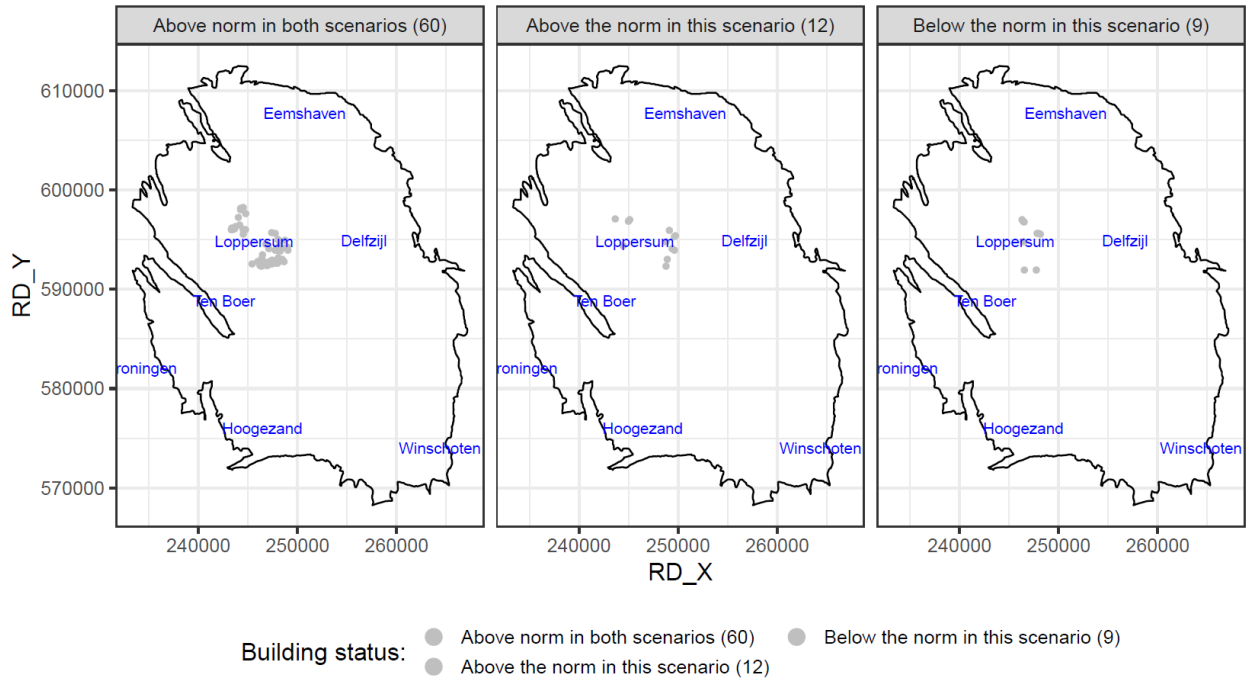 Above norm in both scenarios (60)
Above the norm in this scenario (12)
Below the norm in this scenario (9)
RD_Y
610000
600000
590000
580000
570000
Eemshaven
Loppersum
Delfzijl
Ten Boer
roningen
Hoogezand
Winschoten
Eemshaven
Loppersum
Delfzijl
Ten Boer
roningen
Hoogezand
Winschoten
Eemshaven
Loppersum
Delfzijl
Ten Boer
roningen
Hoogezand
Winschoten
240000 250000 260000
240000 250000 260000
240000 250000 260000
RD_X
Building status:
Above norm in both scenarios (60)
Above the norm in this scenario (12)
Below the norm in this scenario (9)